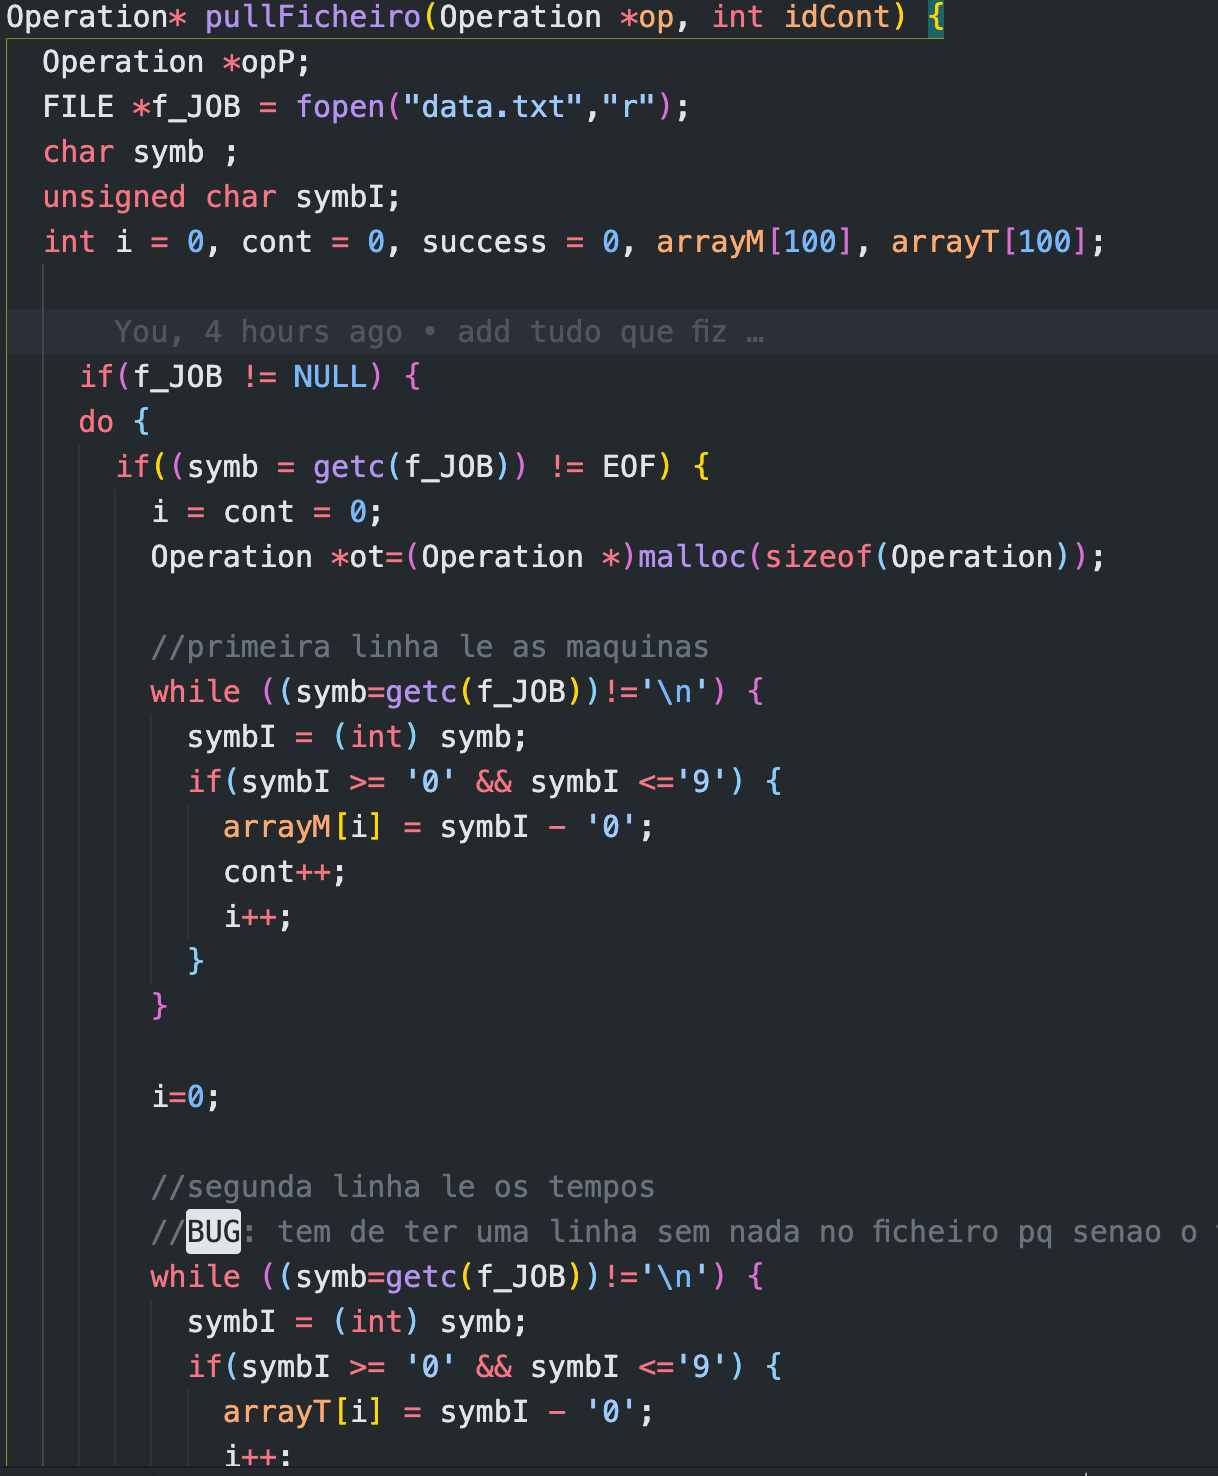 Operation* pullFicheiro(Operation *op, int idCont) {
Operation *opP;
FILE *f_JOB = fopen("data.txt","r");
char symb ;
unsigned char symbI;
int i = 0, cont = 0, success = 0, arrayM[100], arrayT[100];
You, 4 hours ago • add tudo que fiz …
if(f_JOB != NULL) {
do {
if((symb = getc(f_JOB)) != EOF) {
i = cont = 0;
Operation *ot=(Operation *)malloc(sizeof(Operation));
//primeira linha le as maquinas
while ((symb=getc(f_JOB))!='\n') {
symbI = (int) symb;
if(symbI >= '0' && symbI <='9') {
arrayM[i] = symbI - '0';
cont++;
i++;
}
}
i=0;
//segunda linha le os tempos
//BUG: tem de ter uma linha sem nada no ficheiro pq senao o
while ((symb=getc(f_JOB))!='\n') {
symbI = (int) symb;
if(symbI >= '0' && symbI <='9') {
arrayT[i] = symbI - '0';
i++;